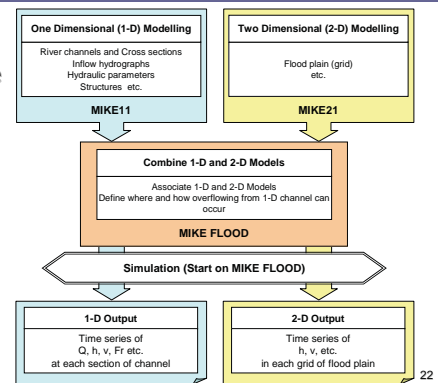 One Dimensional (1-D) Modelling
River channels and Cross sections
Inflow hydrographs
Hydraulic parameters
Structures etc.
MIKE11
Two Dimensional (2-D) Modelling
Flood plain (grid)
etc.
MIKE21
e
Combine 1-D and 2-D Models
Associate 1-D and 2-D Models
Define where and how overflowing from 1-D channel can
occur
MIKE FLOOD
Simulation (Start on MIKE FLOOD)
1-D Output
Time series of
Q, h, v, Fr etc.
at each section of channel
2-D Output
Time series of
h, v, etc.
in each grid of flood plain
22